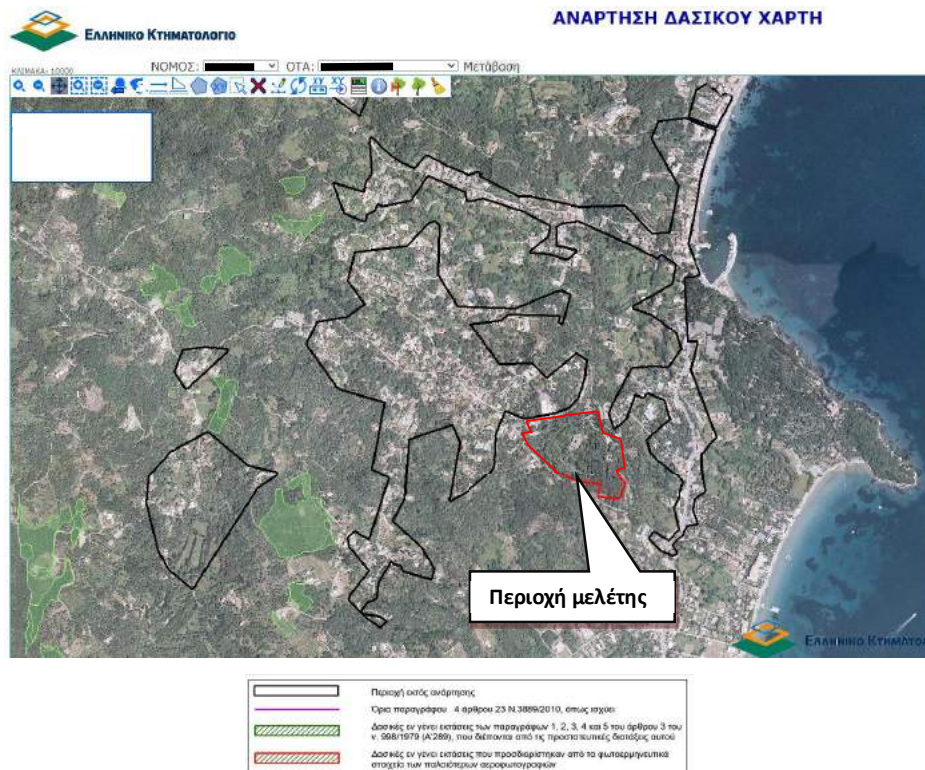 ΕΛΛΗΝΙΚΟ ΚΤΗΜΑΤΟΛΟΓΙΟ
ΑΝΑΡΤΗΣΗ ΔΑΣΙΚΟΥ ΧΑΡΤΗ
ΚΛΙΜΑΚΑ: 10000
ΝΟΜΟΣ: ΟΤΑ: Μετάβαση
Περιοχή μελέτης
ΕΛΛΗΝΙΚΟ ΚΤΗΜΑΤΟΛ
Περιοχή εκτός ανάρτησης
Όρια παραγράφου 4 άρθρου 23 Ν.3889/2010, όπως ισχύει
Δασικές εν γένει εκτάσεις των παραγράφων 1, 2, 3, 4 και 5 του άρθρου 3 του
ν. 998/1979 (Α'289), που διέπονται από τις προστατευτικές διατάξεις αυτού
Δασικές εν γένει εκτάσεις που προσδιορίστηκαν από τα φωτοερμηνευτικά
στοιχεία των παλαιότερων αεροφωτογραφιών